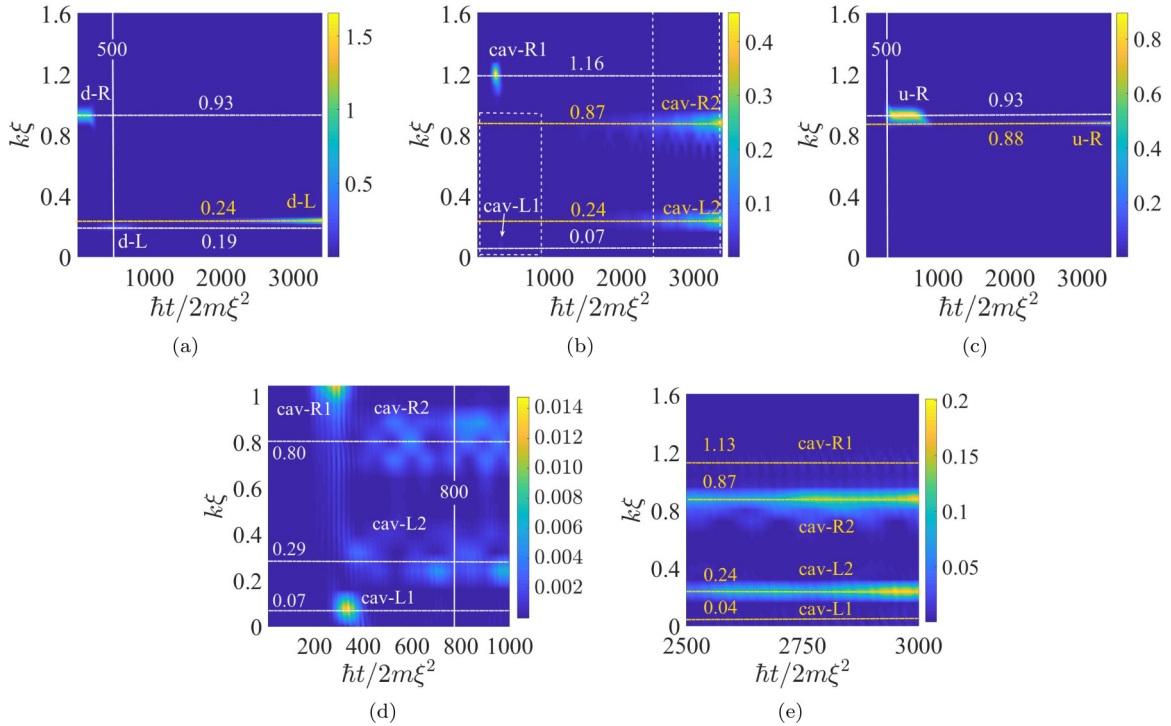 1.6
1.2
0.8
0.4
0
kξ
500
d-R
0.93
0.24
d-L
d-L
0.19
1000 2000 3000
ħt/2mξ²
1.5
1
0.5
(a)
1.6
1.2
0.8
0.4
0
kξ
cav-R1
1.16
0.87
cav-R2
cav-L1
0.24
cav-L2
0.07
1000 2000 3000
ħt/2mξ²
0.4
0.3
0.2
0.1
(b)
1.6
1.2
0.8
0.4
0
kξ
500
u-R
0.93
0.88
u-R
1000 2000 3000
ħt/2mξ²
0.8
0.6
0.4
0.2
(c)
1
0.8
0.6
0.4
0.2
0
kξ
cav-R1
cav-R2
0.80
800
cav-L2
0.29
0.07
cav-L1
200 400 600 800 1000
ħt/2mξ²
0.014
0.012
0.010
0.008
0.006
0.004
0.002
(d)
1.6
1.2
0.8
0.4
0
kξ
1.13
cav-R1
0.87
cav-R2
cav-L2
0.24
0.04
cav-L1
2500 2750 3000
ħt/2mξ²
0.2
0.15
0.1
0.05
(e)